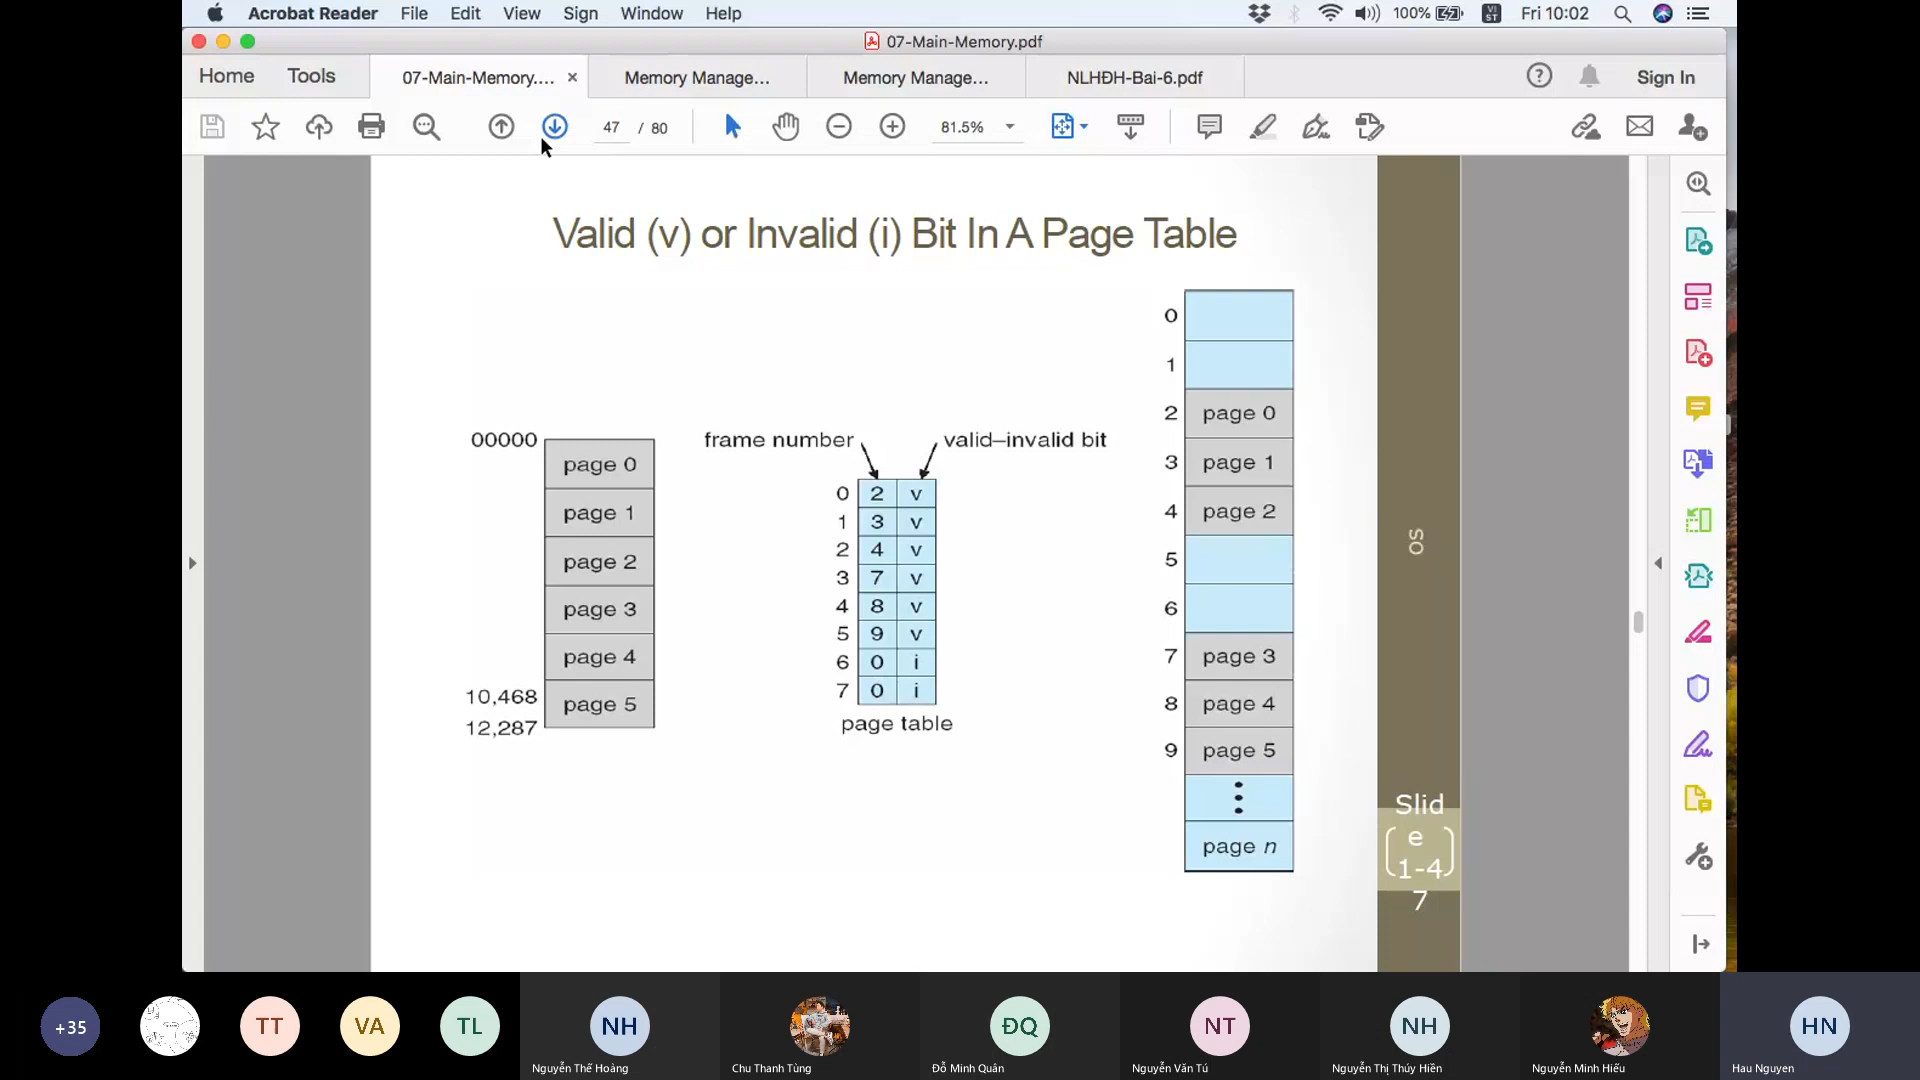 Acrobat Reader File Edit View Sign Window Help 100% VI ST Fri 10:02
07-Main-Memory.pdf
Home Tools 07-Main-Memory.... × Memory Manage... Memory Manage... NLHĐH-Bai-6.pdf ? Sign In
47 / 80 81.5%
Valid (v) or Invalid (i) Bit In A Page Table
00000
page 0
page 1
page 2
page 3
page 4
10,468
page 5
12,287
frame number
valid–invalid bit
0 2 v
1 3 v
2 4 v
3 7 v
4 8 v
5 9 v
6 0 i
7 0 i
page table
0
1
2 page 0
3 page 1
4 page 2
5
6
7 page 3
8 page 4
9 page 5
page n
OS
Slid
e
1-4
7
+35 TT VA TL NH ĐQ NT NH HN
Nguyễn Thế Hoàng Chu Thanh Tùng Đỗ Minh Quân Nguyễn Văn Tú Nguyễn Thị Thúy Hiền Nguyễn Minh Hiếu Hau Nguyen